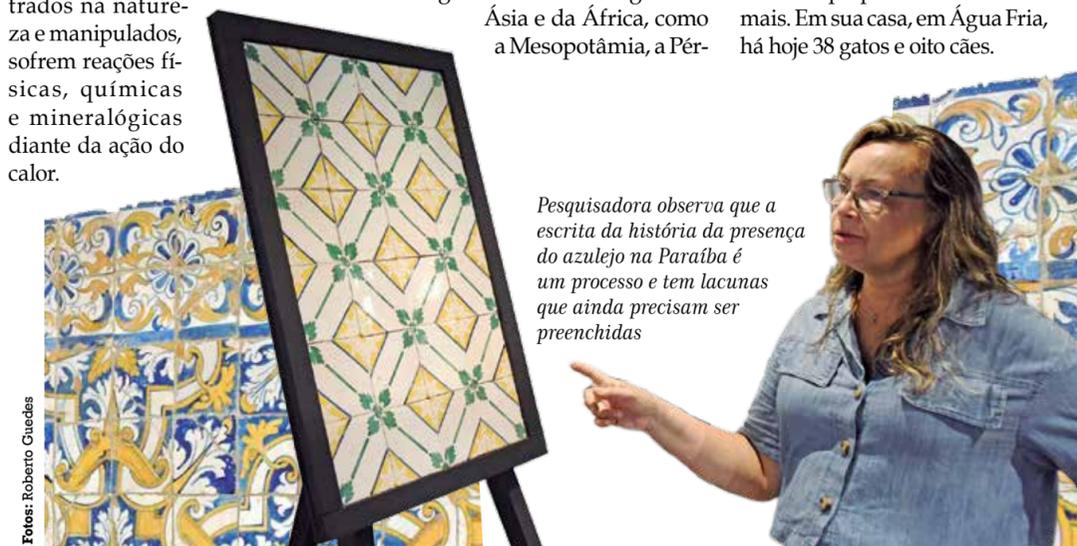 trados na nature-
za e manipulados,
sofrem reações fí-
sicas, químicas
e mineralógicas
diante da ação do
calor.
Ásia e da África, como
a Mesopotâmia, a Pér-
mais. Em sua casa, em Água Fria,
há hoje 38 gatos e oito cães.
Pesquisadora observa que a
escrita da história da presença
do azulejo na Paraíba é
um processo e tem lacunas
que ainda precisam ser
preenchidas
Fotos: Roberto Guedes